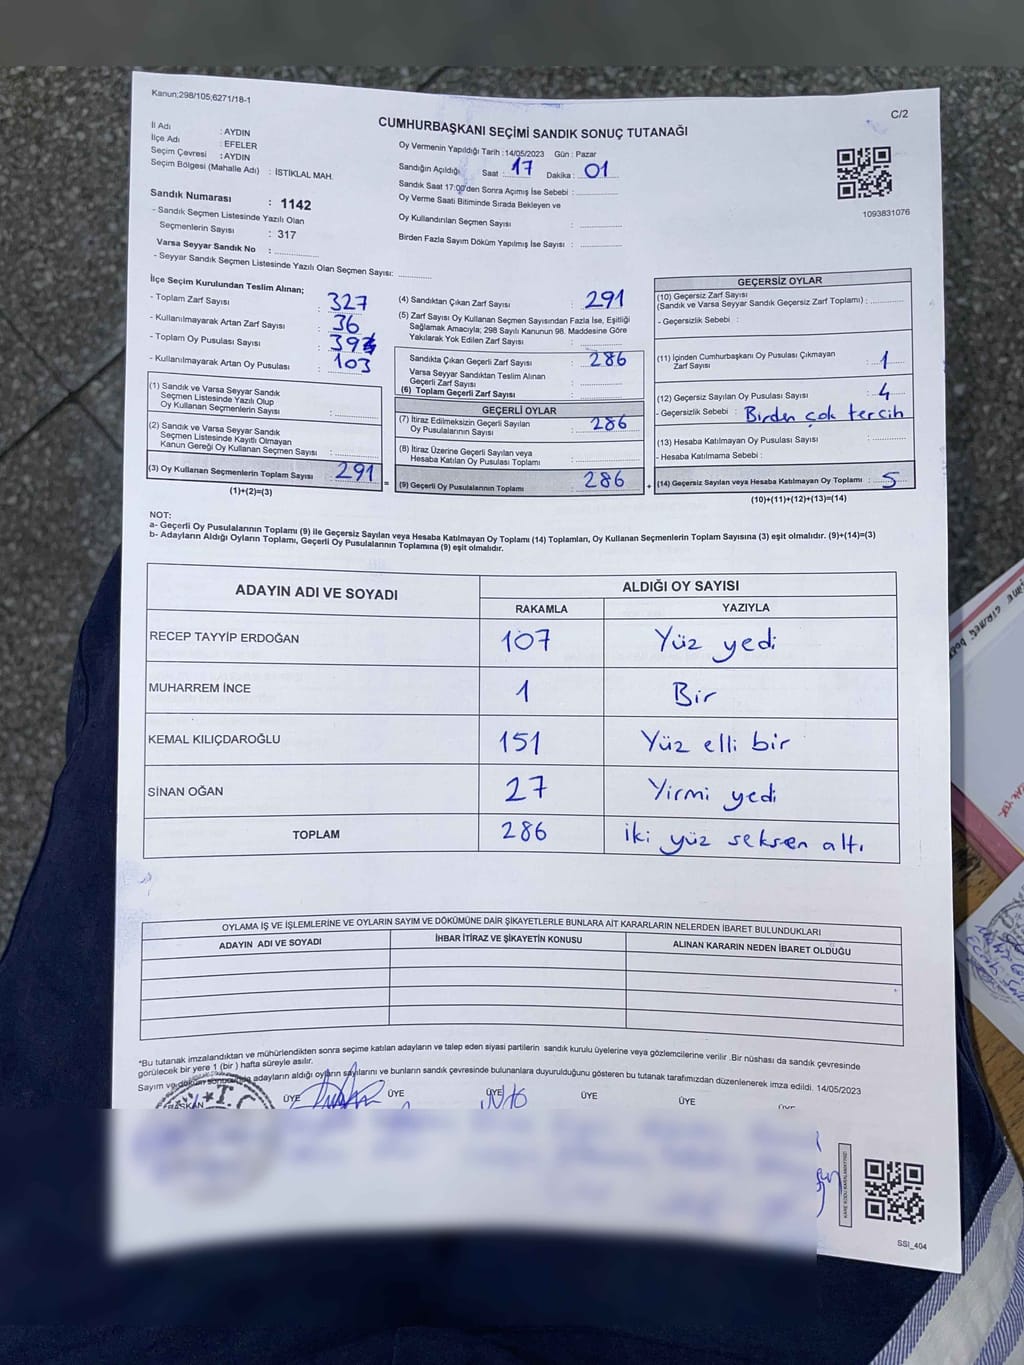 Kanun;298/105,6271/18-1
C/2
CUMHURBAŞKANI SEÇİMİ SANDIK SONUÇ TUTANAĞI
İl Adı : AYDIN
İlçe Adı : EFELER
Seçim Çevresi : AYDIN
Seçim Bölgesi (Mahalle Adı) : İSTİKLAL MAH.
Sandık Numarası : 1142
- Sandık Seçmen Listesinde Yazılı Olan
Seçmenlerin Sayısı : 317
Varsa Seyyar Sandık No : ..............
- Seyyar Sandık Seçmen Listesinde Yazılı Olan Seçmen Sayısı: ............
Oy Vermenin Yapıldığı Tarih : 14/05/2023 Gün : Pazar
Sandığın Açıldığı Saat : 17 Dakika : 01
Sandık Saat 17:00'den Sonra Açımış İse Sebebi : ..............
Oy Verme Saati Bitiminde Sırada Bekleyen ve
Oy Kullandırılan Seçmen Sayısı : ..............
Birden Fazla Sayım Döküm Yapılmış İse Sayısı : ..............
1093831076
İlçe Seçim Kurulundan Teslim Alınan;
- Toplam Zarf Sayısı : 327
- Kullanılmayarak Artan Zarf Sayısı : 36
- Toplam Oy Pusulası Sayısı : 39
- Kullanılmayarak Artan Oy Pusulası : 103
(1) Sandık ve Varsa Seyyar Sandık
Seçmen Listesinde Yazılı Olup
Oy Kullanan Seçmenlerin Sayısı : ..............
(2) Sandık ve Varsa Seyyar Sandık
Seçmen Listesinde Kayıtlı Olmayan
Kanun Gereği Oy Kullanan Seçmen Sayısı : ..............
(3) Oy Kullanan Seçmenlerin Toplam Sayısı : 291
(1)+(2)=(3)
=
(4) Sandıktan Çıkan Zarf Sayısı : 291
(5) Zarf Sayısı Oy Kullanan Seçmen Sayısından Fazla İse, Eşitliği
Sağlamak Amacıyla; 298 Sayılı Kanunun 98. Maddesine Göre
Yakılarak Yok Edilen Zarf Sayısı : ..............
Sandıkta Çıkan Geçerli Zarf Sayısı : 286
Varsa Seyyar Sandıktan Teslim Alınan
Geçerli Zarf Sayısı : ..............
(6) Toplam Geçerli Zarf Sayısı : ..............
GEÇERLİ OYLAR
(7) İtiraz Edilmeksizin Geçerli Sayılan
Oy Pusulalarının Sayısı : 286
(8) İtiraz Üzerine Geçerli Sayılan veya
Hesaba Katılan Oy Pusulası Toplamı : ..............
(9) Geçerli Oy Pusulalarının Toplamı : 286
+
GEÇERSİZ OYLAR
(10) Geçersiz Zarf Sayısı
(Sandık ve Varsa Seyyar Sandık Geçersiz Zarf Toplamı) : ..............
- Geçersizlik Sebebi :
(11) İçinden Cumhurbaşkanı Oy Pusulası Çıkmayan
Zarf Sayısı : 1
(12) Geçersiz Sayılan Oy Pusulası Sayısı : 4
- Geçersizlik Sebebi : Birden çok tercih
(13) Hesaba Katılmayan Oy Pusulası Sayısı : ..............
- Hesaba Katılmama Sebebi :
(14) Geçersiz Sayılan veya Hesaba Katılmayan Oy Toplamı : 5
(10)+(11)+(12)+(13)=(14)
NOT:
a- Geçerli Oy Pusulalarının Toplamı (9) ile Geçersiz Sayılan veya Hesaba Katılmayan Oy Toplamı (14) Toplamları, Oy Kullanan Seçmenlerin Toplam Sayısına (3) eşit olmalıdır. (9)+(14)=(3)
b- Adayların Aldığı Oyların Toplamı, Geçerli Oy Pusulalarının Toplamına (9) eşit olmalıdır.
ADAYIN ADI VE SOYADI ALDIĞI OY SAYISI
RAKAMLA YAZIYLA
RECEP TAYYİP ERDOĞAN 107 Yüz yedi
MUHARREM İNCE 1 Bir
KEMAL KILIÇDAROĞLU 151 Yüz elli bir
SİNAN OĞAN 27 Yirmi yedi
TOPLAM 286 iki yüz seksen altı
OYLAMA İŞ VE İŞLEMLERİNE VE OYLARIN SAYIM VE DÖKÜMÜNE DAİR ŞİKAYETLERLE BUNLARA AİT KARARLARIN NELERDEN İBARET BULUNDUKLARI
ADAYIN ADI VE SOYADI İHBAR İTİRAZ VE ŞİKAYETİN KONUSU ALINAN KARARIN NEDEN İBARET OLDUĞU
*Bu tutanak imzalandıktan ve mühürlendikten sonra seçime katılan adayların ve talep eden siyasi partilerin sandık kurulu üyelerine veya gözlemcilerine verilir .Bir nüshası da sandık çevresinde
görülecek bir yere 1 (bir ) hafta süreyle asılır.
Sayım ve döküm sonucunda adayların aldığı oyların sayılarını ve bunların sandık çevresinde bulunanlara duyurulduğunu gösteren bu tutanak tarafımızdan düzenlenerek imza edildi. 14/05/2023
BAŞKAN ÜYE ÜYE ÜYE ÜYE ÜYE
T.C.
SSI_404